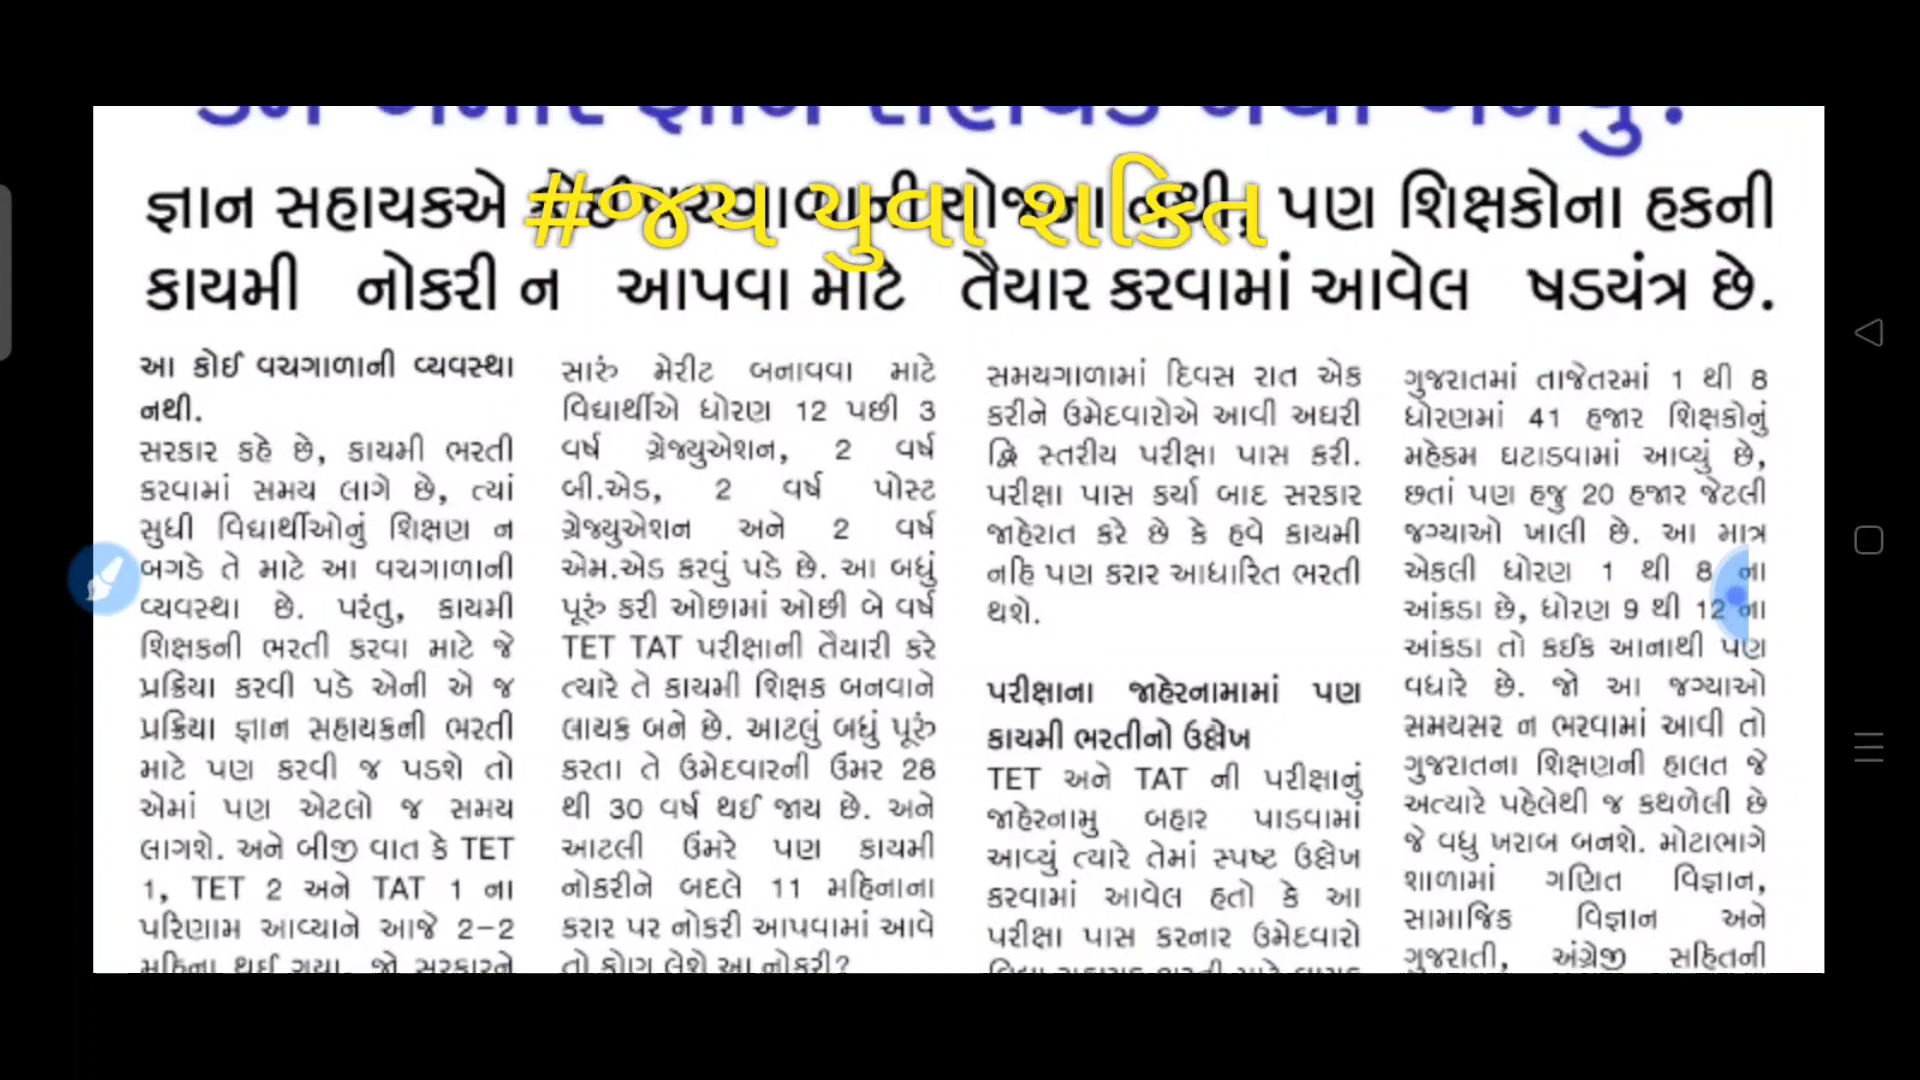 #જય યુવા શકિત
જ્ઞાન સહાયકએ યોજના નથી, પણ શિક્ષકોના હકની
કાયમી નોકરી ન આપવા માટે તૈયાર કરવામાં આવેલ ષડયંત્ર છે.
આ કોઈ વચગાળાની વ્યવસ્થા
નથી.
સરકાર કહે છે, કાયમી ભરતી
કરવામાં સમય લાગે છે, ત્યાં
સુધી વિદ્યાર્થીઓનું શિક્ષણ ન
બગડે તે માટે આ વચગાળાની
વ્યવસ્થા છે. પરંતુ, કાયમી
શિક્ષકની ભરતી કરવા માટે જે
પ્રક્રિયા કરવી પડે એની એ જ
પ્રક્રિયા જ્ઞાન સહાયકની ભરતી
માટે પણ કરવી જ પડશે તો
એમાં પણ એટલો જ સમય
લાગશે. અને બીજી વાત કે TET
1, TET 2 અને TAT 1 ના
પરિણામ આવ્યાને આજે 2-2
મહિના થઈ ગયા. જો સરકારને
સારું મેરીટ બનાવવા માટે
વિદ્યાર્થીએ ધોરણ 12 પછી 3
વર્ષ ગ્રેજ્યુએશન, 2 વર્ષ
બી.એડ, 2 વર્ષ પોસ્ટ
ગ્રેજ્યુએશન અને 2 વર્ષ
એમ.એડ કરવું પડે છે. આ બધું
પૂરું કરી ઓછામાં ઓછી બે વર્ષ
TET TAT પરીક્ષાની તૈયારી કરે
ત્યારે તે કાયમી શિક્ષક બનવાને
લાયક બને છે. આટલું બધું પૂરું
કરતા તે ઉમેદવારની ઉંમર 28
થી 30 વર્ષ થઈ જાય છે. અને
આટલી ઉંમરે પણ કાયમી
નોકરીને બદલે 11 મહિનાના
કરાર પર નોકરી આપવામાં આવે
તો કોણ લેશે આ નોકરી?
સમયગાળામાં દિવસ રાત એક
કરીને ઉમેદવારોએ આવી અઘરી
દ્વિ સ્તરીય પરીક્ષા પાસ કરી.
પરીક્ષા પાસ કર્યા બાદ સરકાર
જાહેરાત કરે છે કે હવે કાયમી
નહિ પણ કરાર આધારિત ભરતી
થશે.
પરીક્ષાના જાહેરનામામાં પણ
કાયમી ભરતીનો ઉલ્લેખ
TET અને TAT ની પરીક્ષાનું
જાહેરનામુ બહાર પાડવામાં
આવ્યું ત્યારે તેમાં સ્પષ્ટ ઉલ્લેખ
કરવામાં આવેલ હતો કે આ
પરીક્ષા પાસ કરનાર ઉમેદવારો
ગુજરાતમાં તાજેતરમાં 1 થી 8
ધોરણમાં 41 હજાર શિક્ષકોનું
મહેકમ ઘટાડવામાં આવ્યું છે,
છતાં પણ હજુ 20 હજાર જેટલી
જગ્યાઓ ખાલી છે. આ માત્ર
એકલી ધોરણ 1 થી 8 ના
આંકડા છે, ધોરણ 9 થી 12 ના
આંકડા તો કઈક આનાથી પણ
વધારે છે. જો આ જગ્યાઓ
સમયસર ન ભરવામાં આવી તો
ગુજરાતના શિક્ષણની હાલત જે
અત્યારે પહેલેથી જ કથળેલી છે
જે વધુ ખરાબ બનશે. મોટાભાગે
શાળામાં ગણિત વિજ્ઞાન,
સામાજિક વિજ્ઞાન અને
ગુજરાતી, અંગ્રેજી સહિતની